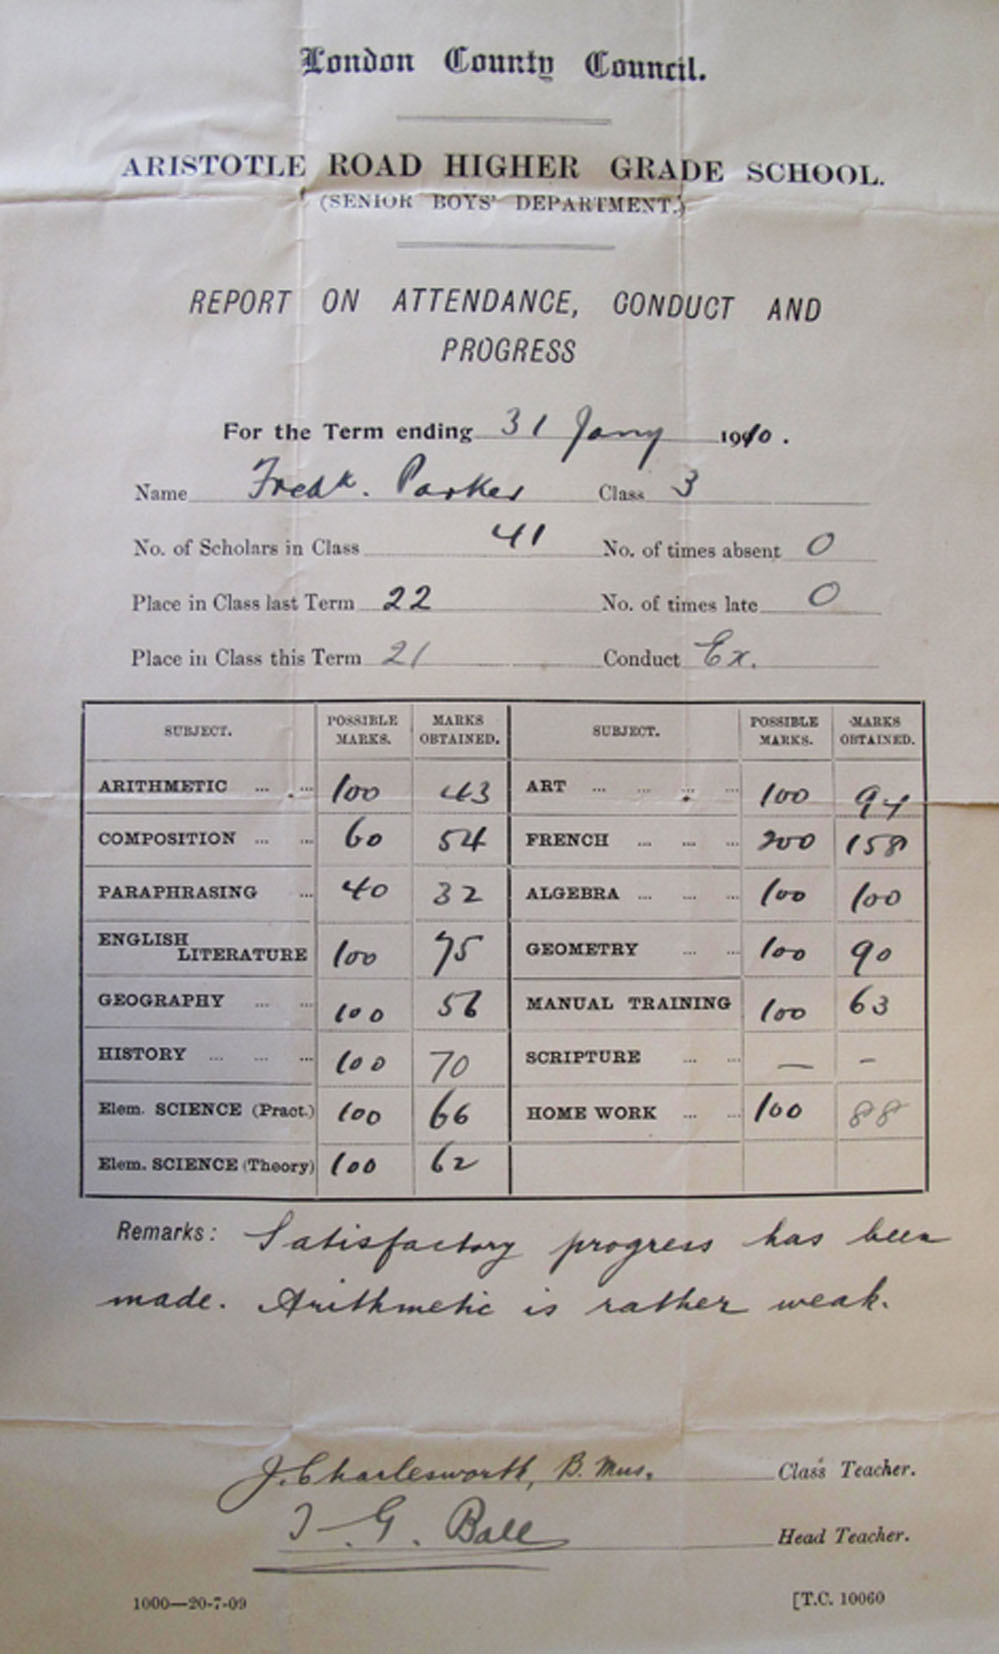 London County Council.
ARISTOTLE ROAD HIGHER GRADE SCHOOL.
(SENIOR BOYS' DEPARTMENT.)
REPORT ON ATTENDANCE, CONDUCT AND
PROGRESS
For the Term ending 31 Jany 1910.
Name Fredk. Parker Class 3
No. of Scholars in Class 41 No. of times absent 0
Place in Class last Term 22 No. of times late 0
Place in Class this Term 21 Conduct Ex.
SUBJECT. POSSIBLE MARKS. MARKS OBTAINED. SUBJECT. POSSIBLE MARKS. MARKS OBTAINED.
ARITHMETIC ... ... 100 43 ART ... ... ... ... 100 94
COMPOSITION ... ... 60 54 FRENCH ... ... ... 200 158
PARAPHRASING ... 40 32 ALGEBRA ... ... ... 100 100
ENGLISH LITERATURE 100 75 GEOMETRY ... ... 100 90
GEOGRAPHY ... ... 100 56 MANUAL TRAINING 100 63
HISTORY ... ... ... 100 70 SCRIPTURE ... ... — –
Elem. SCIENCE (Pract.) 100 66 HOME WORK ... ... 100 88
Elem. SCIENCE (Theory) 100 62
Remarks: Satisfactory progress has been
made. Arithmetic is rather weak.
J. Charlesworth, B. Mus. Class Teacher.
T. G. Ball Head Teacher.
1000—20-7-09 [T.C. 10060